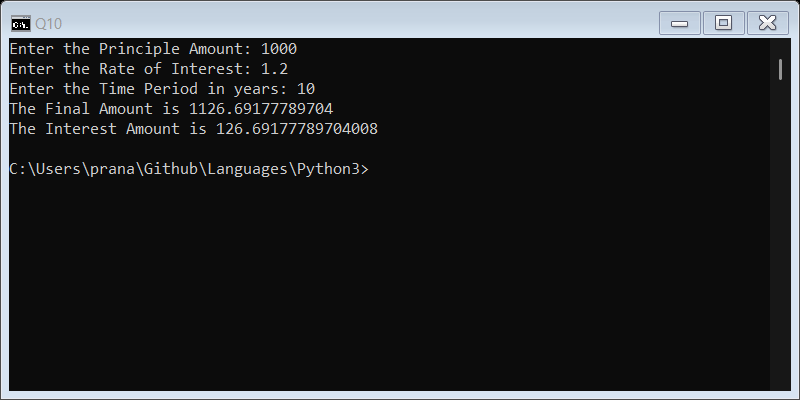 Q10
Enter the Principle Amount: 1000
Enter the Rate of Interest: 1.2
Enter the Time Period in years: 10
The Final Amount is 1126.69177789704
The Interest Amount is 126.69177789704008
C:\Users\prana\Github\Languages\Python3>